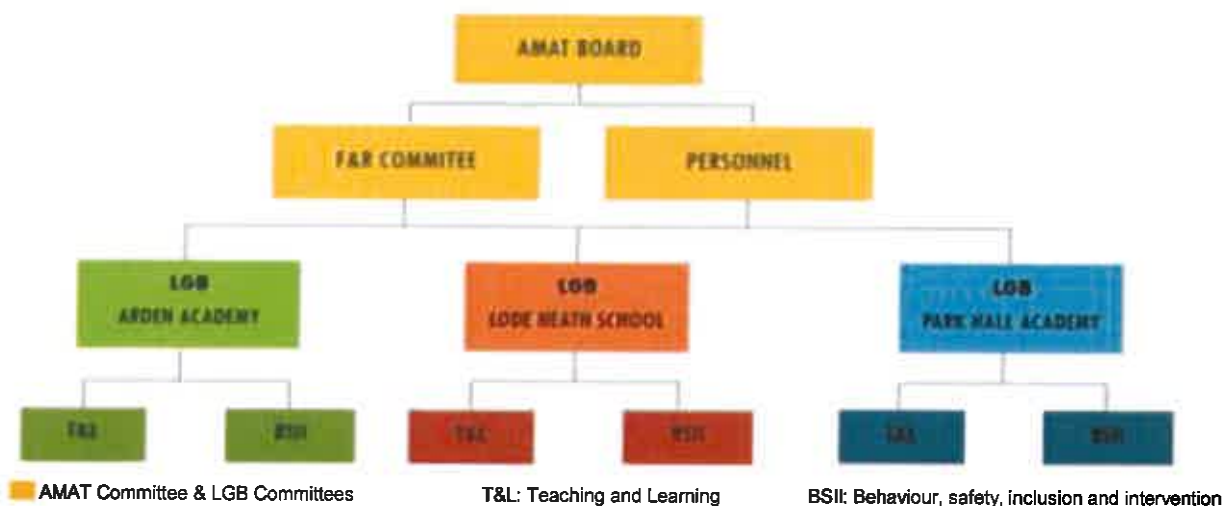 AMAT BOARD
F&R COMMITEE
PERSONNEL
LGB
ARDEN ACADEMY
LGB
LODE HEATH SCHOOL
LGB
PARK HALL ACADEMY
T&L
BSII
T&L
BSII
T&L
BSII
AMAT Committee & LGB Committees
T&L: Teaching and Learning
BSII: Behaviour, safety, inclusion and intervention